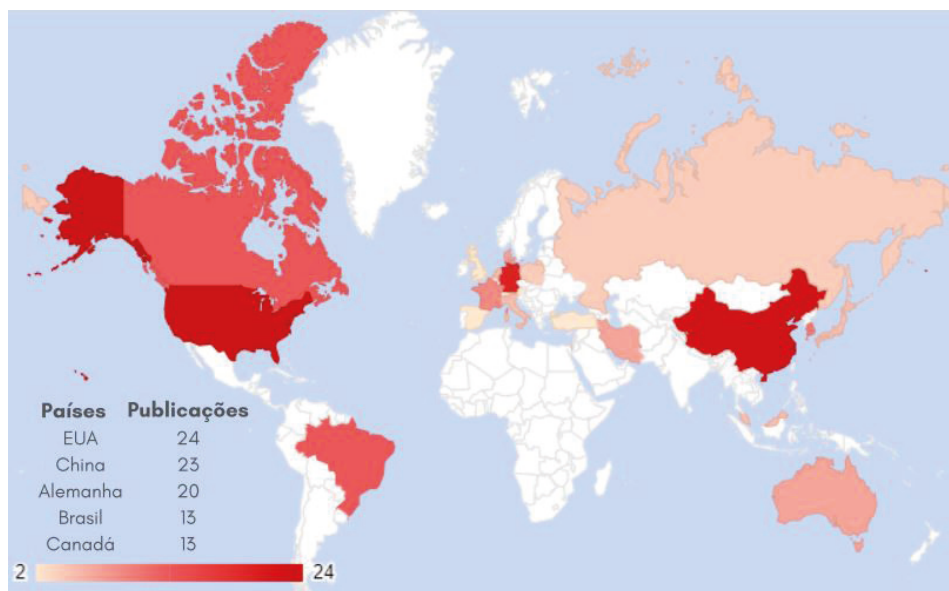 Países Publicações
EUA 24
China 23
Alemanha 20
Brasil 13
Canadá 13
2 24